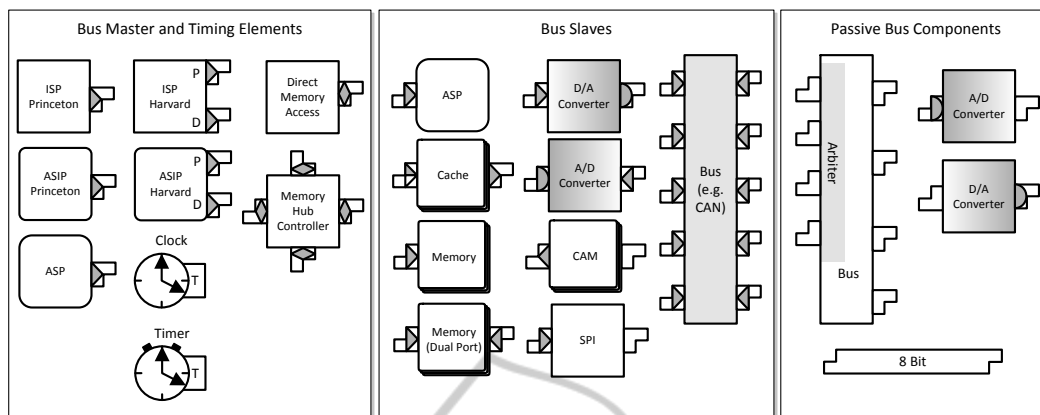 Bus Master and Timing Elements
ISP
Princeton
ISP
Harvard
P
D
Direct
Memory
Access
ASIP
Princeton
ASIP
Harvard
P
D
Memory
Hub
Controller
ASP
Clock
T
Timer
T
Bus Slaves
ASP
D/A
Converter
Cache
A/D
Converter
Memory
CAM
Memory
(Dual Port)
SPI
Bus
(e.g.
CAN)
Passive Bus Components
Arbiter
Bus
A/D
Converter
D/A
Converter
8 Bit